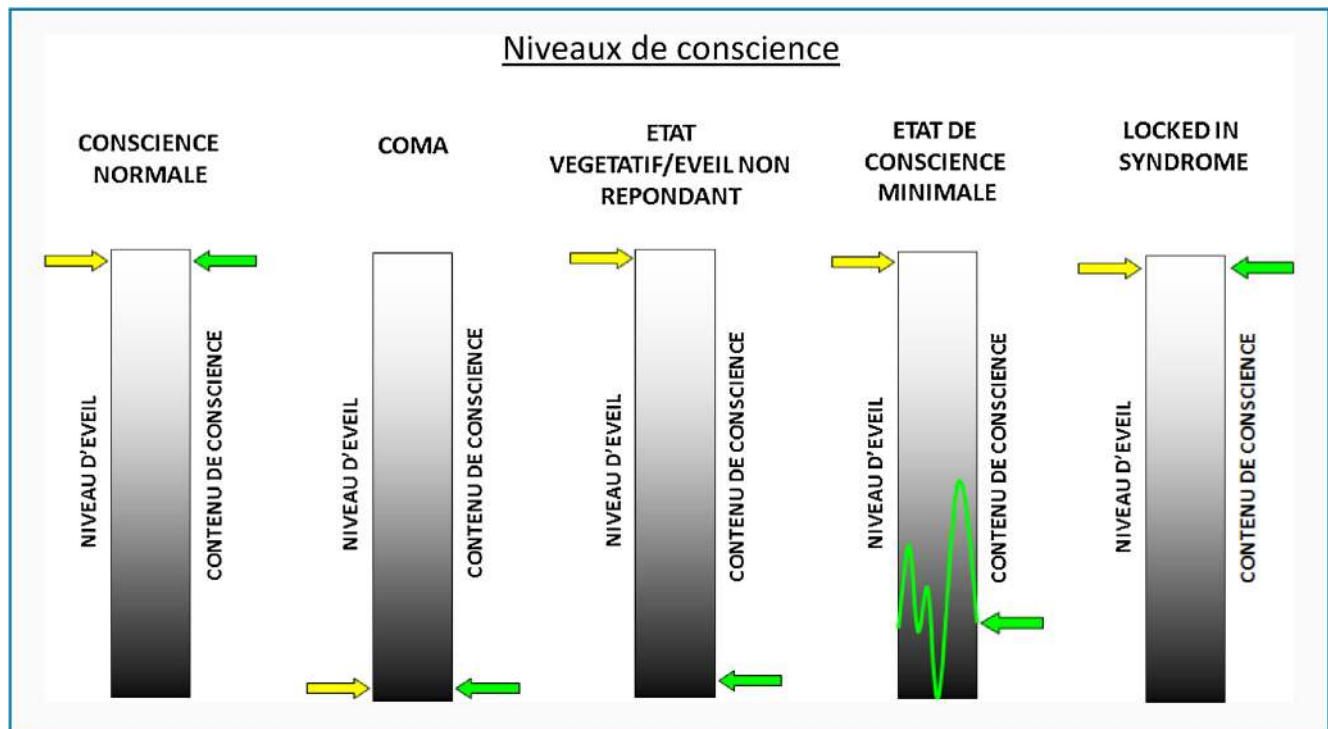 Niveaux de conscience
CONSCIENCE
NORMALE
COMA
ETAT
VEGETATIF/EVEIL NON
REPONDANT
ETAT DE
CONSCIENCE
MINIMALE
LOCKED IN
SYNDROME
NIVEAU D'EVEIL
CONTENU DE CONSCIENCE
NIVEAU D'EVEIL
CONTENU DE CONSCIENCE
NIVEAU D'EVEIL
CONTENU DE CONSCIENCE
NIVEAU D'EVEIL
CONTENU DE CONSCIENCE
NIVEAU D'EVEIL
CONTENU DE CONSCIENCE